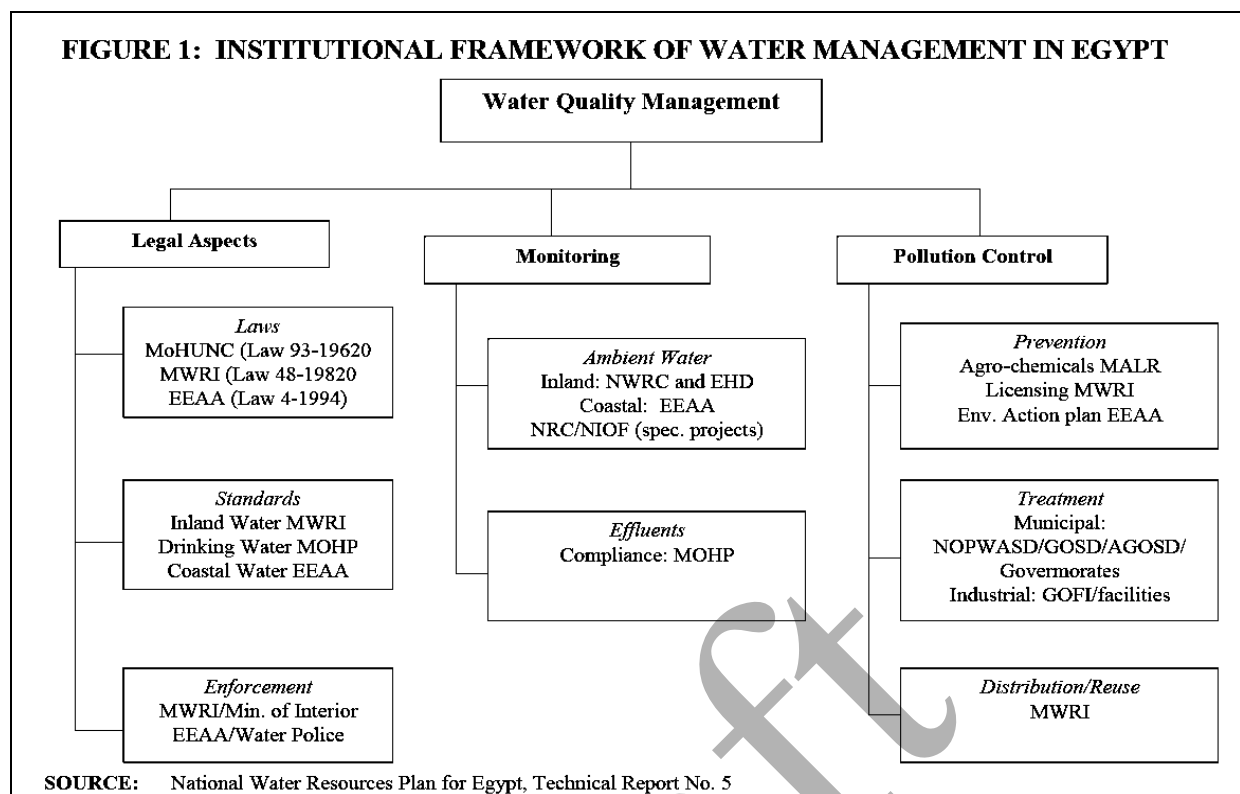 FIGURE 1: INSTITUTIONAL FRAMEWORK OF WATER MANAGEMENT IN EGYPT
Water Quality Management
Legal Aspects
Laws
MoHUNC (Law 93-19620
MWRI (Law 48-19820
EEAA (Law 4-1994)
Standards
Inland Water MWRI
Drinking Water MOHP
Coastal Water EEAA
Enforcement
MWRI/Min. of Interior
EEAA/Water Police
Monitoring
Ambient Water
Inland: NWRC and EHD
Coastal: EEAA
NRC/NIOF (spec. projects)
Effluents
Compliance: MOHP
Pollution Control
Prevention
Agro-chemicals MALR
Licensing MWRI
Env. Action plan EEAA
Treatment
Municipal:
NOPWASD/GOSD/AGOSD/
Govermorates
Industrial: GOFI/facilities
Distribution/Reuse
MWRI
SOURCE: National Water Resources Plan for Egypt, Technical Report No. 5
ft